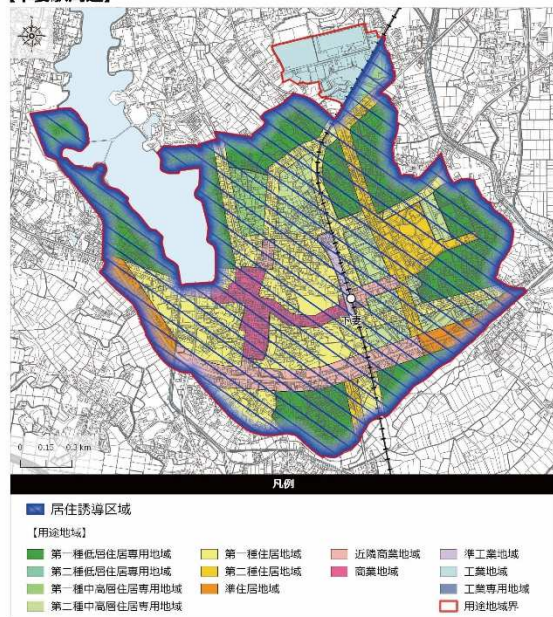 【下妻駅周辺】
下妻
0 0.15 0.3 km
凡例
居住誘導区域
【用途地域】
第一種低層住居専用地域 第一種住居地域 近隣商業地域 準工業地域
第二種低層住居専用地域 第二種住居地域 商業地域 工業地域
第一種中高層住居専用地域 準住居地域 工業専用地域
第二種中高層住居専用地域 用途地域界